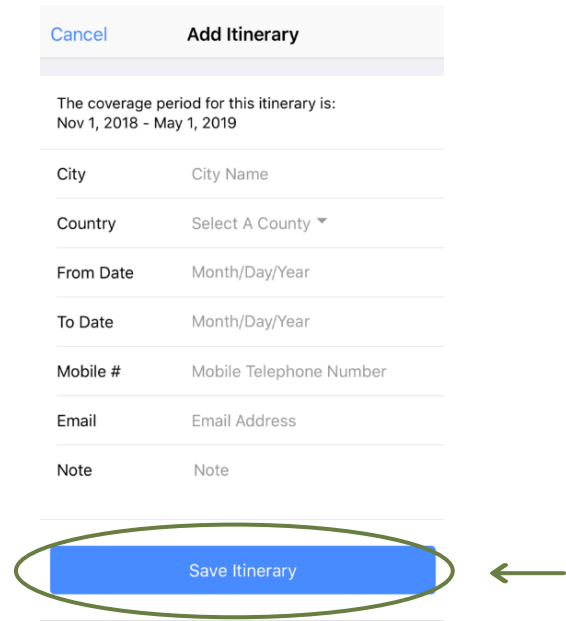 Cancel Add Itinerary
The coverage period for this itinerary is:
Nov 1, 2018 - May 1, 2019
City City Name
Country Select A County
From Date Month/Day/Year
To Date Month/Day/Year
Mobile # Mobile Telephone Number
Email Email Address
Note Note
Save Itinerary